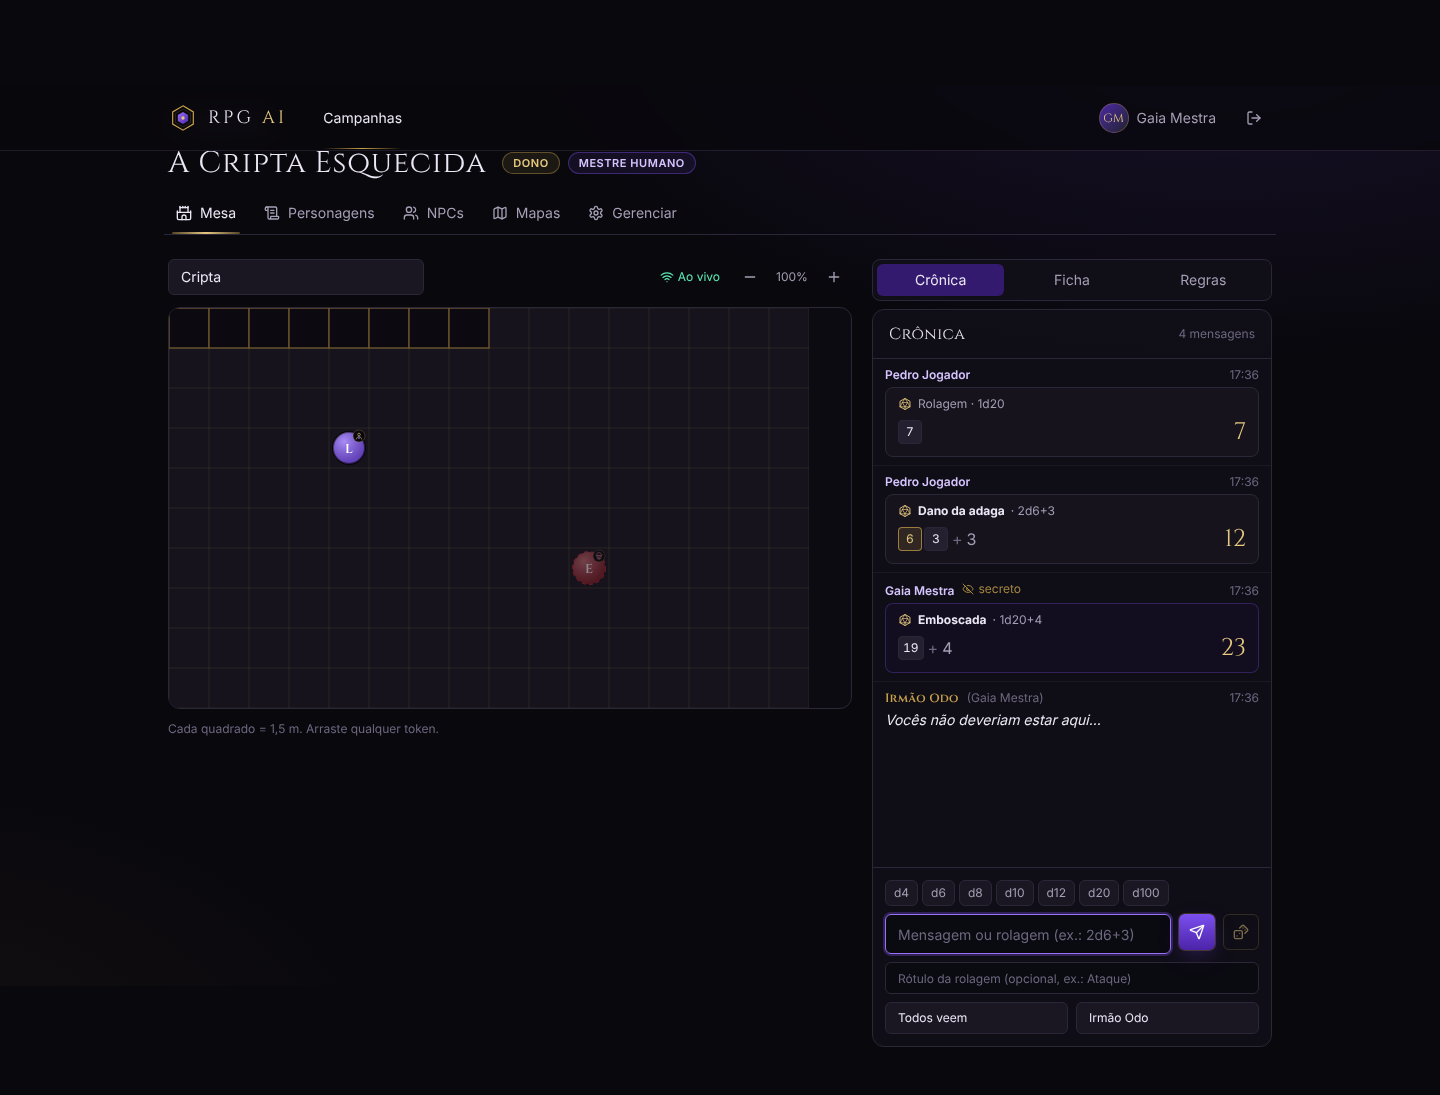 RPG AI
Campanhas
GM
Gaia Mestra
A Cripta Esquecida
DONO
MESTRE HUMANO
Mesa
Personagens
NPCs
Mapas
Gerenciar
Cripta
Ao vivo
100%
L
E
Cada quadrado = 1,5 m. Arraste qualquer token.
Crônica
Ficha
Regras
Crônica
4 mensagens
Pedro Jogador
17:36
Rolagem · 1d20
7
7
Pedro Jogador
17:36
Dano da adaga · 2d6+3
6 3 + 3
12
Gaia Mestra secreto
17:36
Emboscada · 1d20+4
19 + 4
23
Irmão Odo (Gaia Mestra)
17:36
Vocês não deveriam estar aqui...
d4
d6
d8
d10
d12
d20
d100
Mensagem ou rolagem (ex.: 2d6+3)
Rótulo da rolagem (opcional, ex.: Ataque)
Todos veem
Irmão Odo